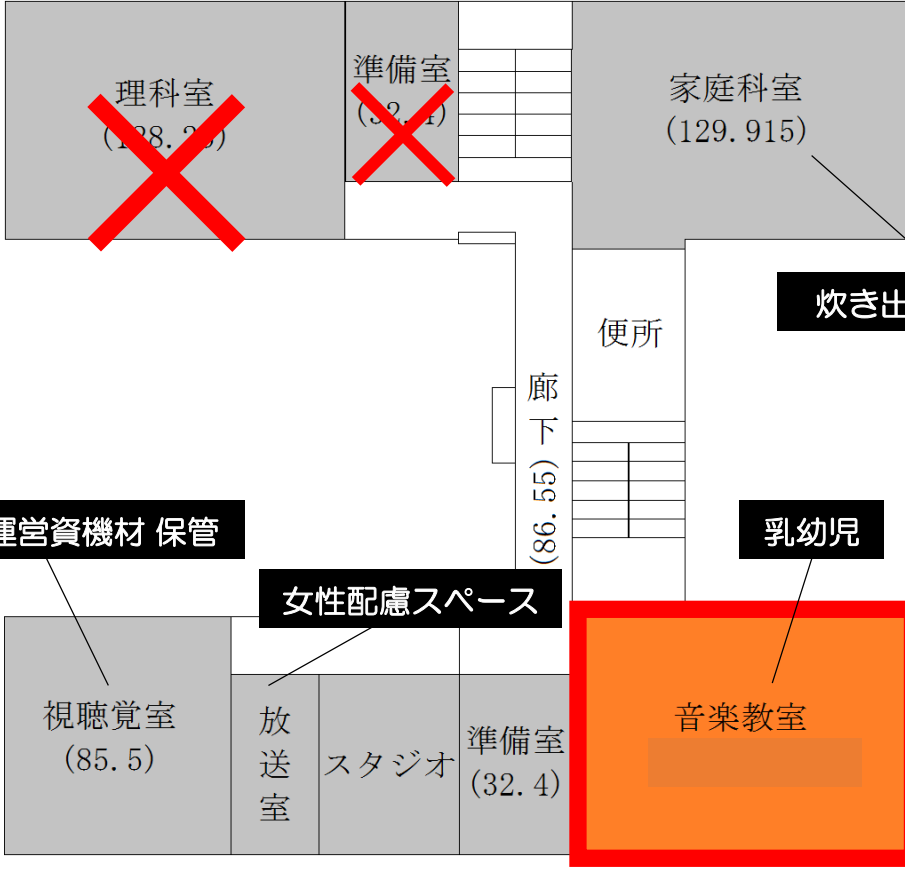 理科室
準備室
(32.4)
家庭科室
(129.915)
炊き出
便所
廊下(86.55)
運営資機材 保管
女性配慮スペース
乳幼児
視聴覚室
(85.5)
放送室
スタジオ
準備室
(32.4)
音楽教室